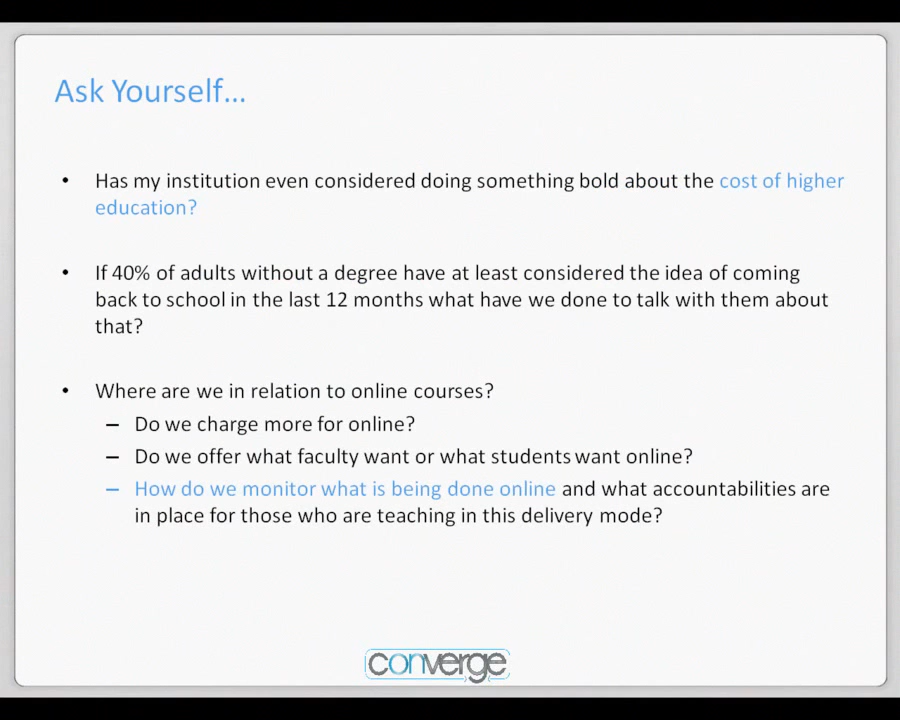 Ask Yourself...
• Has my institution even considered doing something bold about the cost of higher
education?
• If 40% of adults without a degree have at least considered the idea of coming
back to school in the last 12 months what have we done to talk with them about
that?
• Where are we in relation to online courses?
– Do we charge more for online?
– Do we offer what faculty want or what students want online?
– How do we monitor what is being done online and what accountabilities are
in place for those who are teaching in this delivery mode?
converge